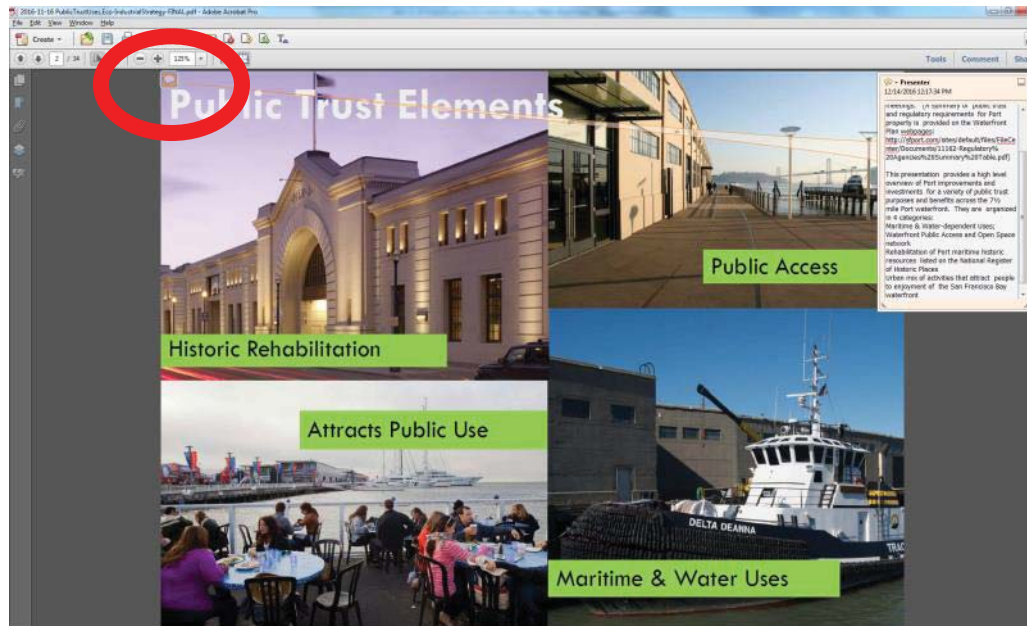 2016-11-16 PublicTrustUses,Eco-IndustrialStrategy-FINAL.pdf - Adobe Acrobat Pro
File Edit View Window Help
Create
2 / 34
125%
Tools Comment
Public Trust Elements
Historic Rehabilitation
Public Access
Attracts Public Use
Maritime & Water Uses
DELTA DEANNA
Presenter
12/14/2016 12:17:34 PM
meetings. (A summary of public trust
and regulatory requirements for Port
property is provided on the Waterfront
Plan webpages:
http://sfport.com/sites/default/files/FileCe
nter/Documents/11162-Regulatory%
20Agencies%20Summary%20Table.pdf)
This presentation provides a high level
overview of Port improvements and
investments for a variety of public trust
purposes and benefits across the 7½
mile Port waterfront. They are organized
in 4 categories:
Maritime & Water-dependent Uses;
Waterfront Public Access and Open Space
network
Rehabilitation of Port maritime historic
resources listed on the National Register
of Historic Places
Urban mix of activities that attract people
to enjoyment of the San Francisco Bay
waterfront